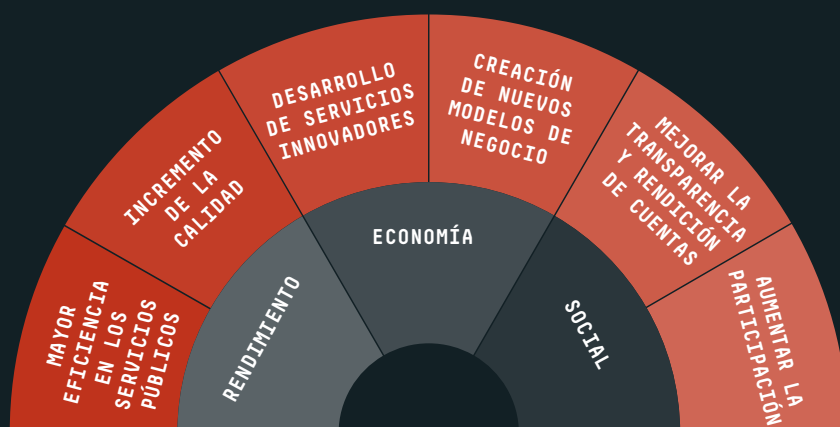 MAYOR
EFICIENCIA
EN LOS
SERVICIOS
PÚBLICOS
INCREMENTO
DE LA
CALIDAD
DESARROLLO
DE SERVICIOS
INNOVADORES
CREACIÓN
DE NUEVOS
MODELOS DE
NEGOCIO
MEJORAR LA
TRANSPARENCIA
Y RENDICIÓN
DE CUENTAS
AUMENTAR LA
PARTICIPACIÓN
RENDIMIENTO
ECONOMÍA
SOCIAL